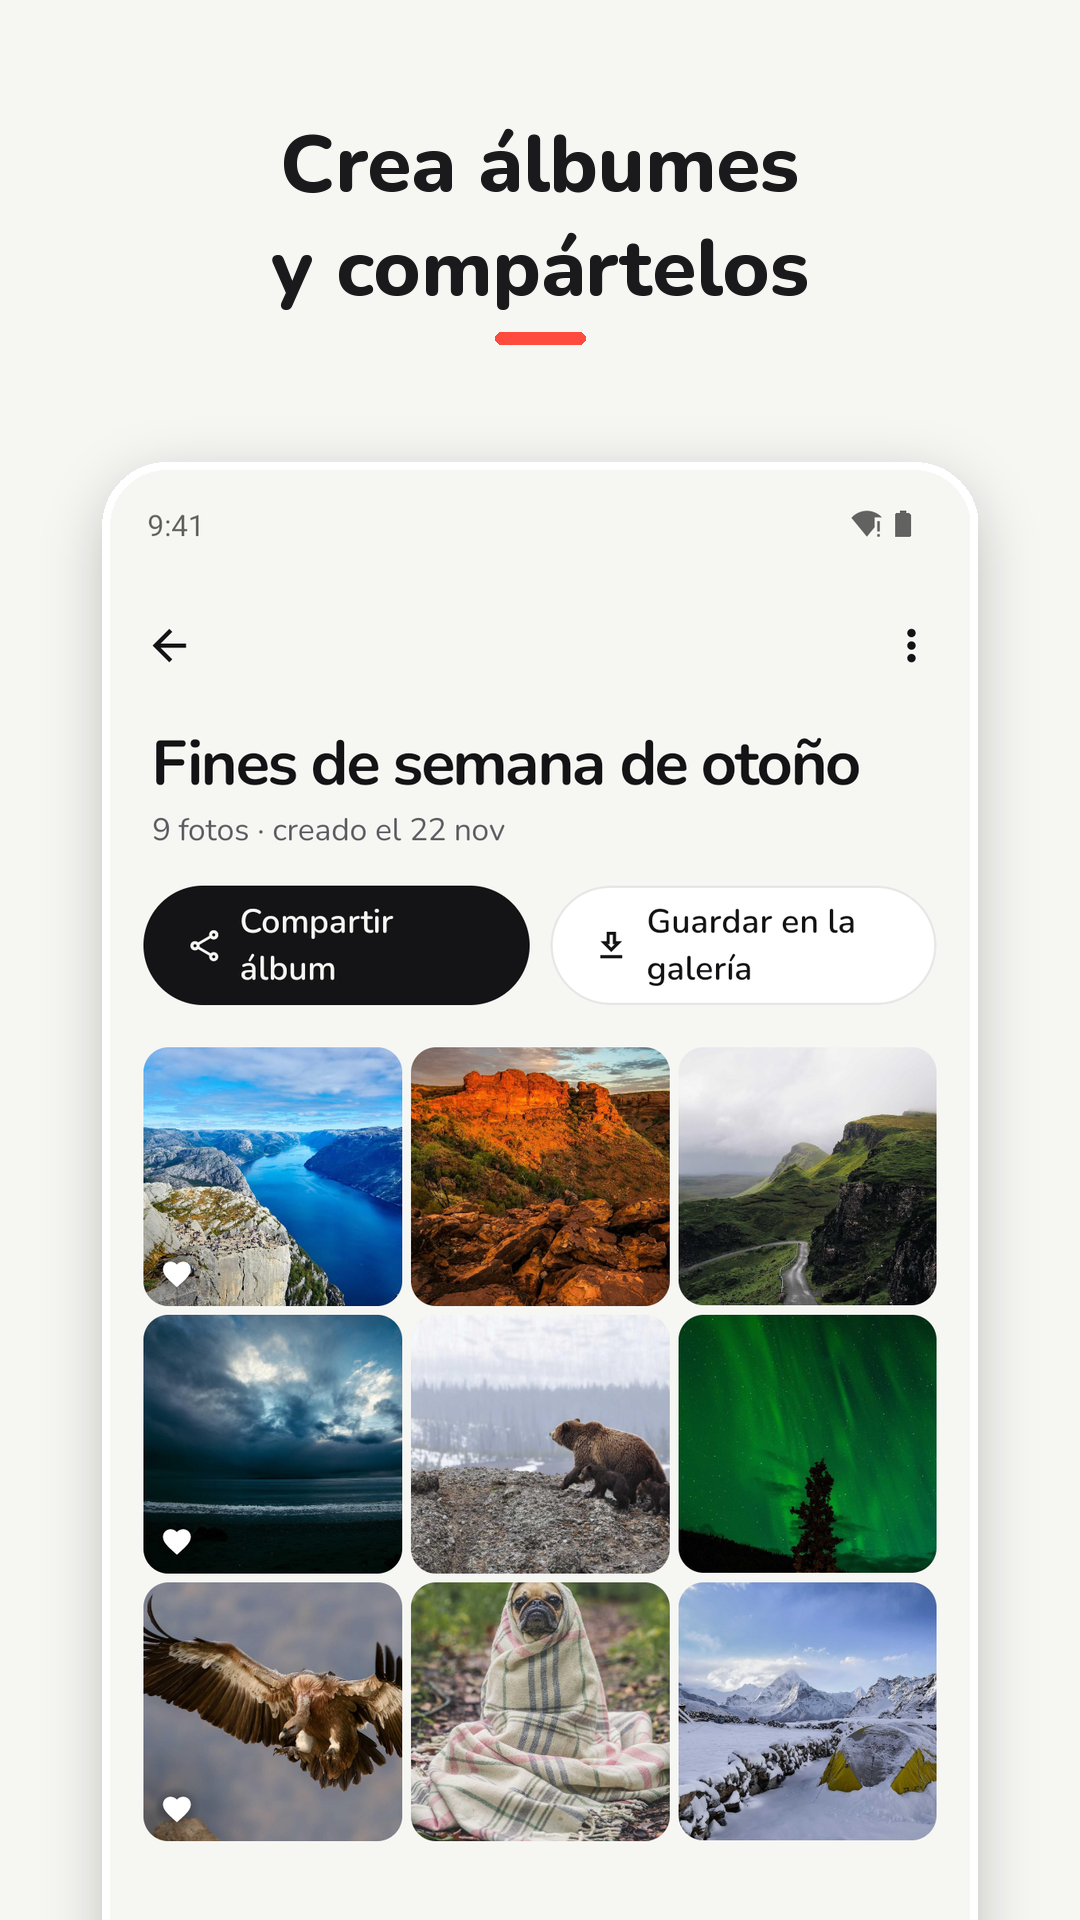 Crea álbumes
y compártelos
9:41
Fines de semana de otoño
9 fotos · creado el 22 nov
Compartir
álbum
Guardar en la
galería